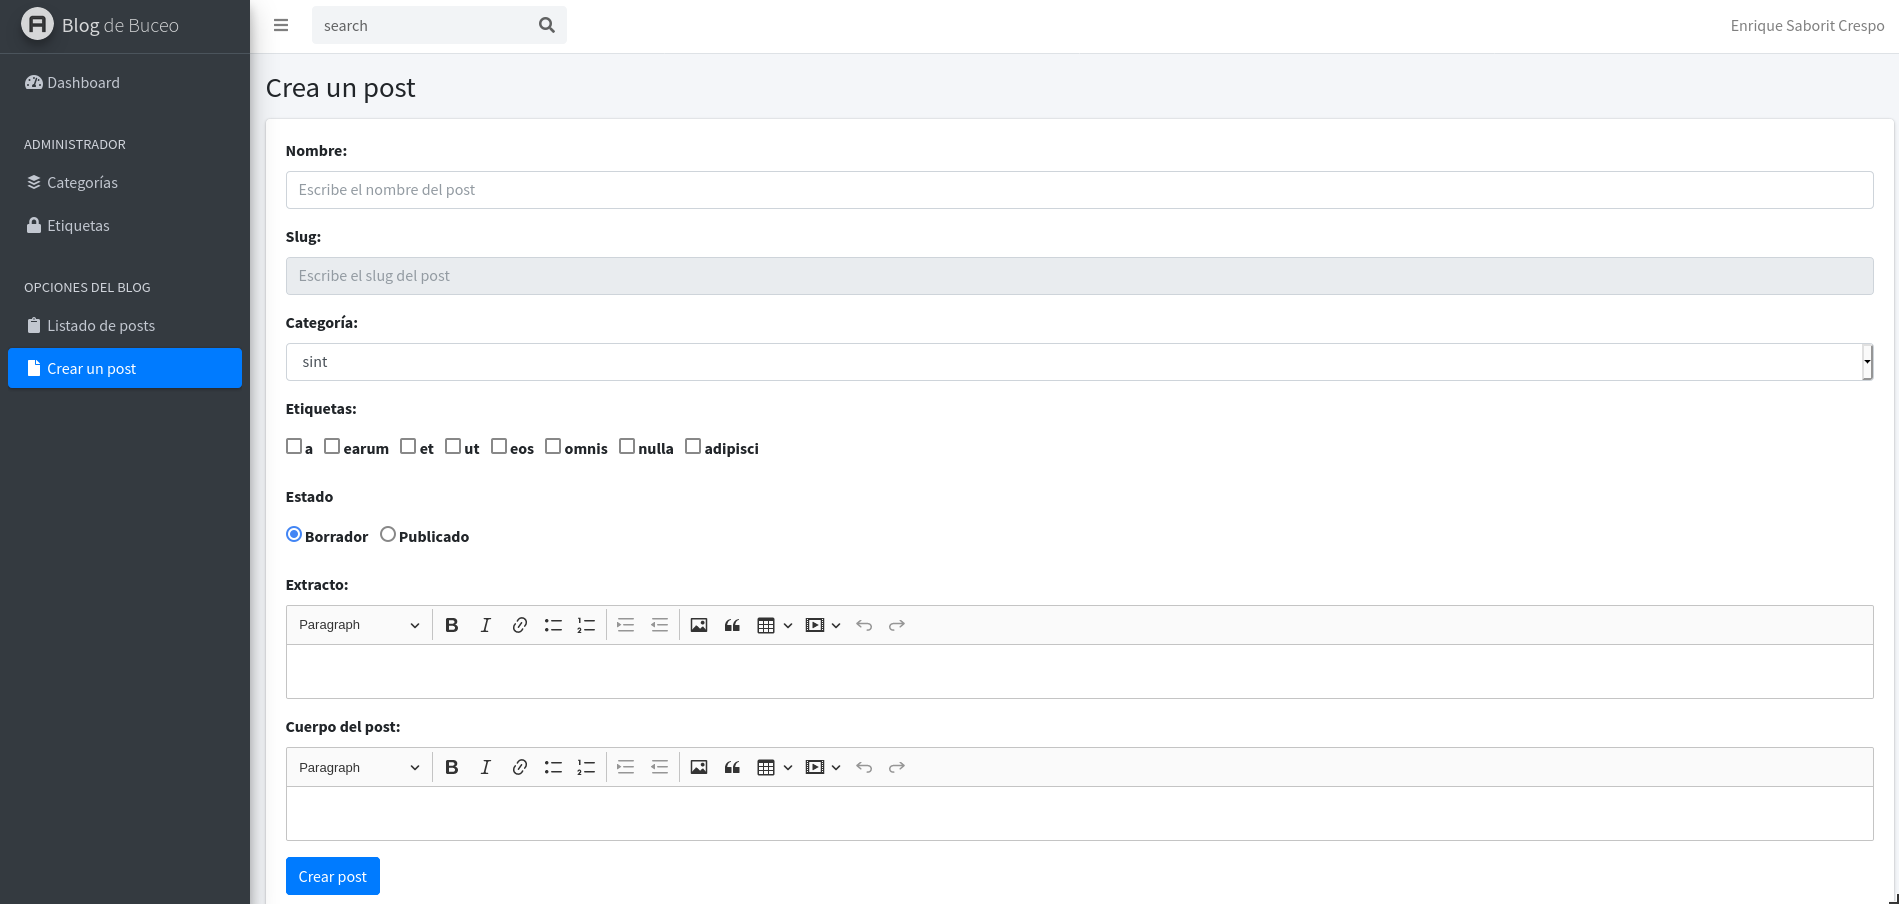 Blog de Buceo
search
Enrique Saborit Crespo
Dashboard
ADMINISTRADOR
Categorías
Etiquetas
OPCIONES DEL BLOG
Listado de posts
Crear un post
Crea un post
Nombre:
Escribe el nombre del post
Slug:
Escribe el slug del post
Categoría:
sint
Etiquetas:
a earum et ut eos omnis nulla adipisci
Estado
Borrador Publicado
Extracto:
Paragraph
Cuerpo del post:
Paragraph
Crear post